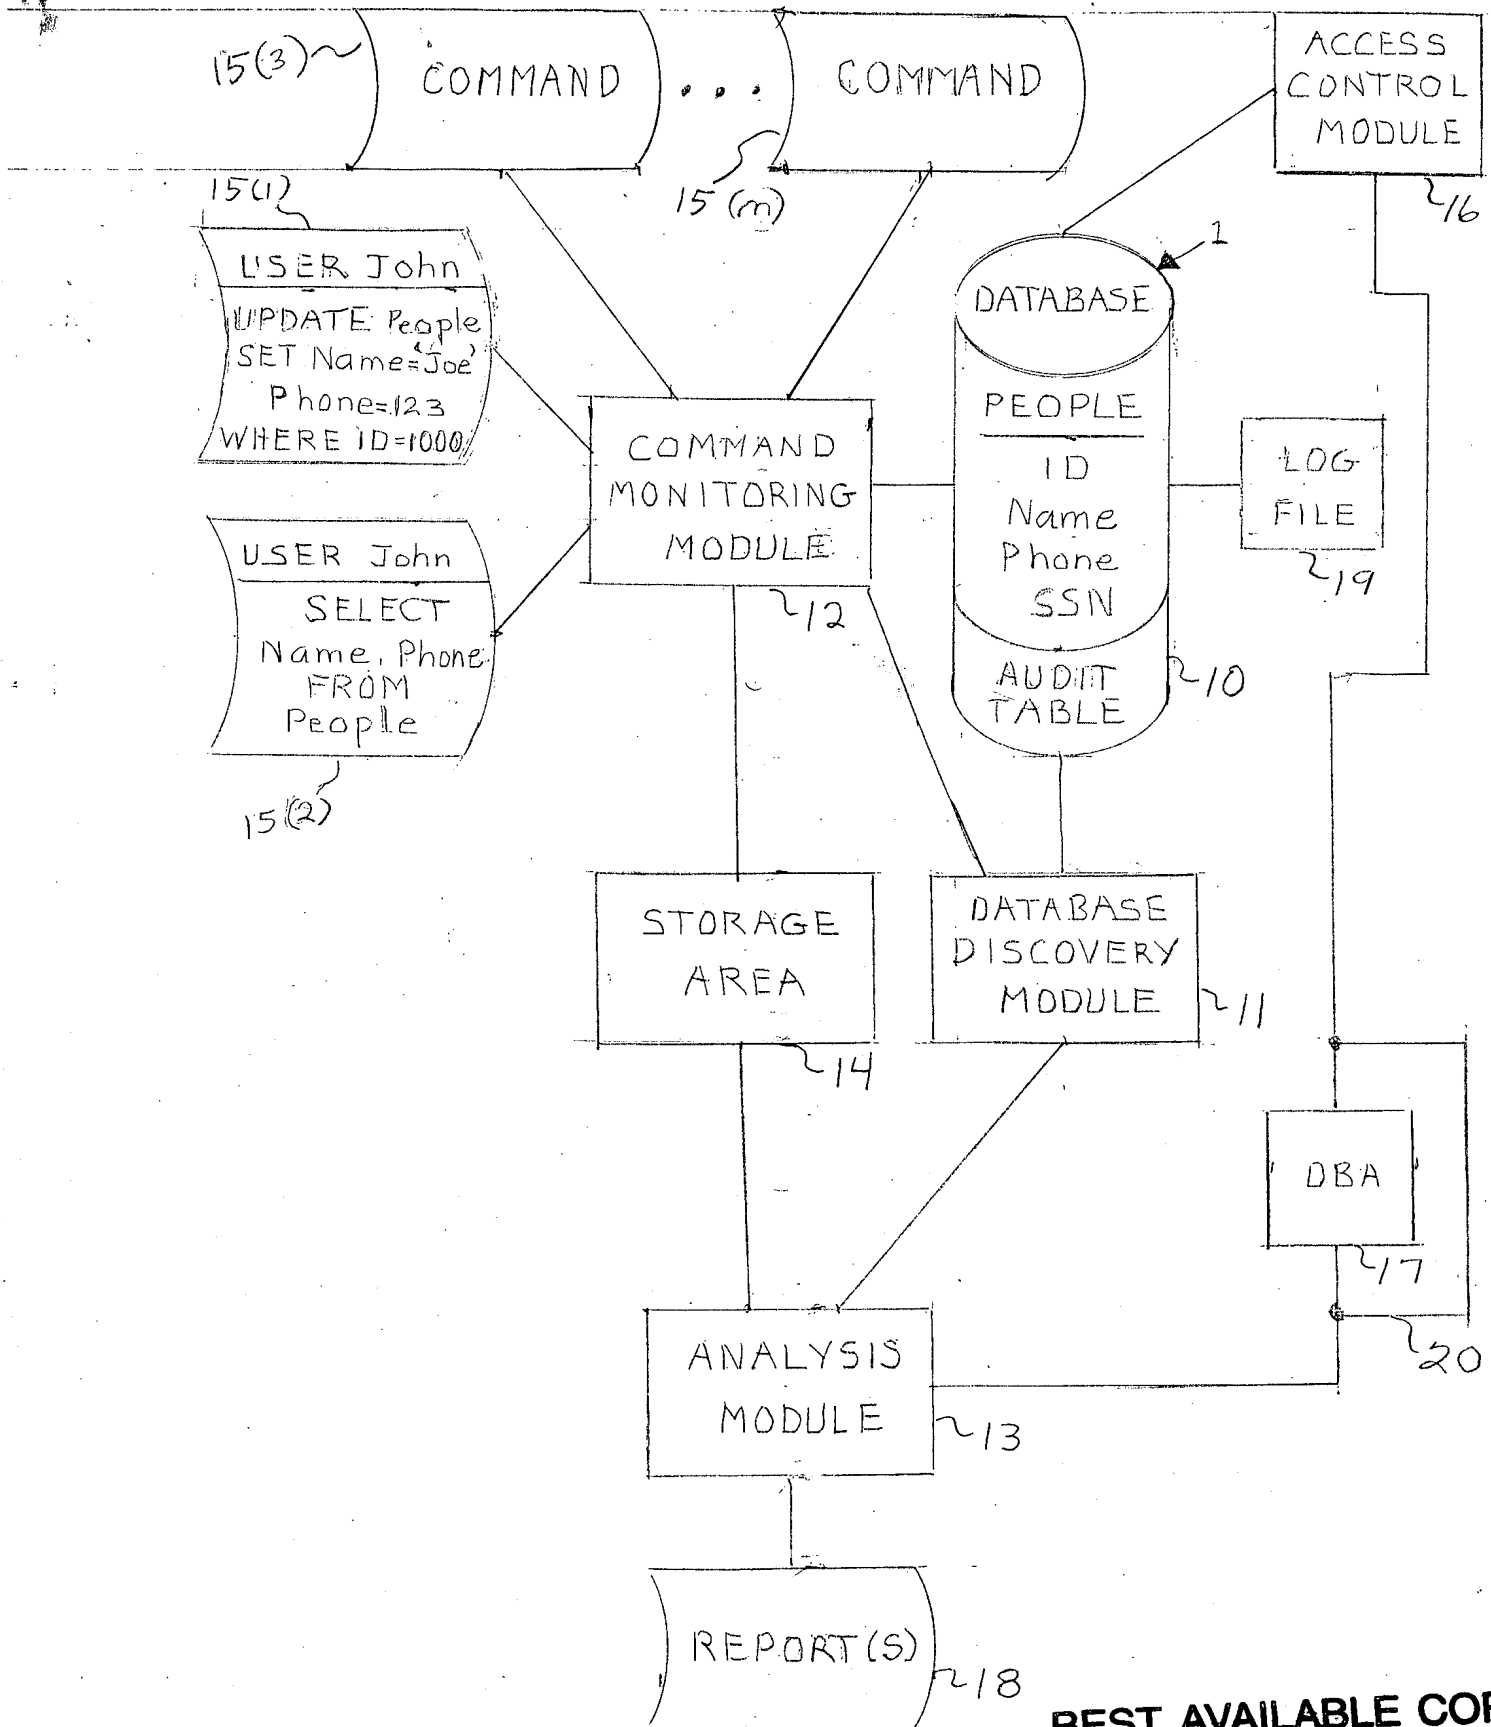 15(3)
COMMAND
. . .
COMMAND
15(n)
ACCESS
CONTROL
MODULE
16
15(1)
USER John
UPDATE People
SET Name='Joe'
Phone=123
WHERE ID=1000
1
DATABASE
PEOPLE
ID
Name
Phone
SSN
AUDIT
TABLE
10
COMMAND
MONITORING
MODULE
12
LOG
FILE
19
USER John
SELECT
Name, Phone
FROM
People
15(2)
STORAGE
AREA
14
DATABASE
DISCOVERY
MODULE
11
DBA
17
20
ANALYSIS
MODULE
13
REPORT(S)
18
BEST AVAILABLE COP